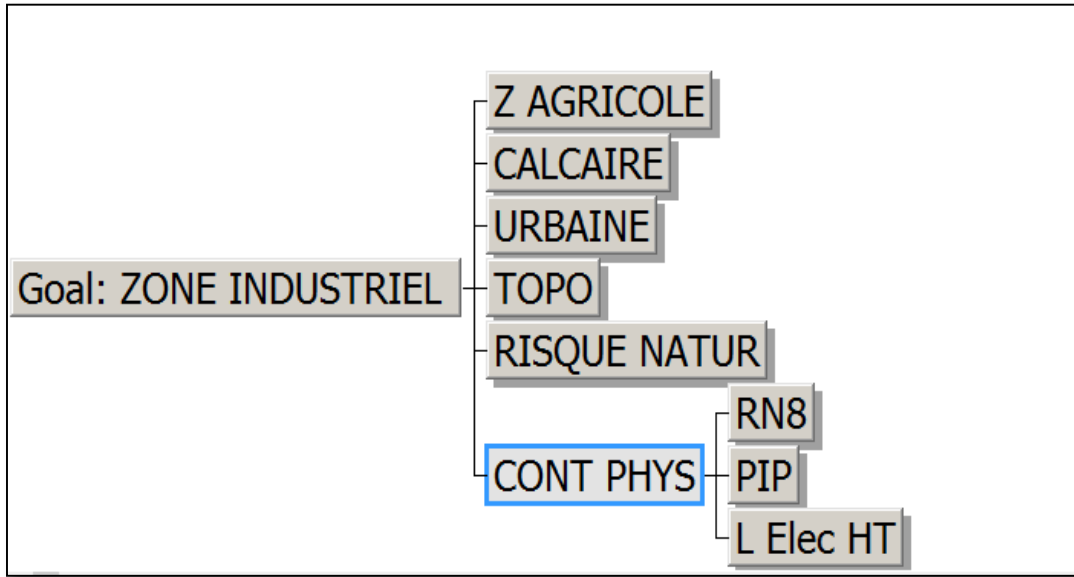 Z AGRICOLE
CALCAIRE
URBAINE
Goal: ZONE INDUSTRIEL
TOPO
RISQUE NATUR
RN8
CONT PHYS
PIP
L Elec HT